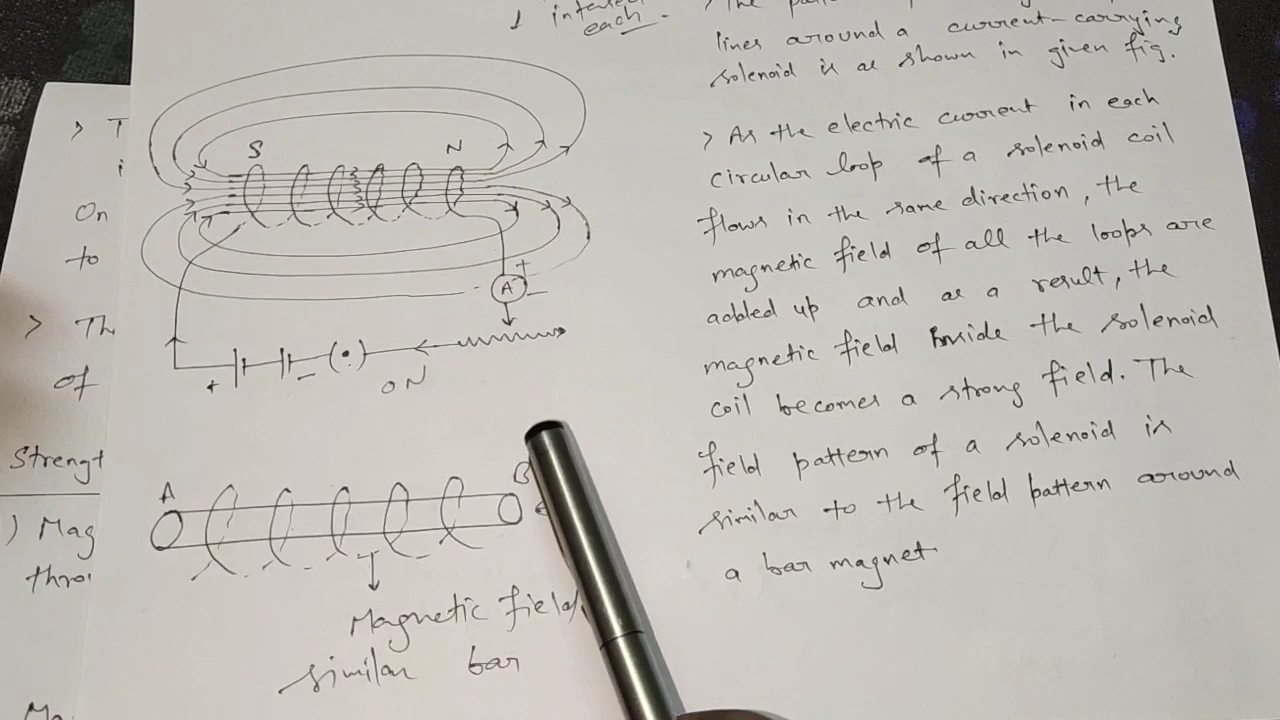 intersect
each.
lines around a current-carrying
solenoid is as shown in given fig.
> As the electric current in each
circular loop of a solenoid coil
flows in the same direction, the
magnetic field of all the loops are
added up and as a result, the
magnetic field inside the solenoid
coil becomes a strong field. The
field pattern of a solenoid is
similar to the field pattern around
a bar magnet.
S N
A
+
-
+ -
ON
A B
Magnetic field
similar bar
> T
On
to
> Th
of
Strengt
) Mag
thro